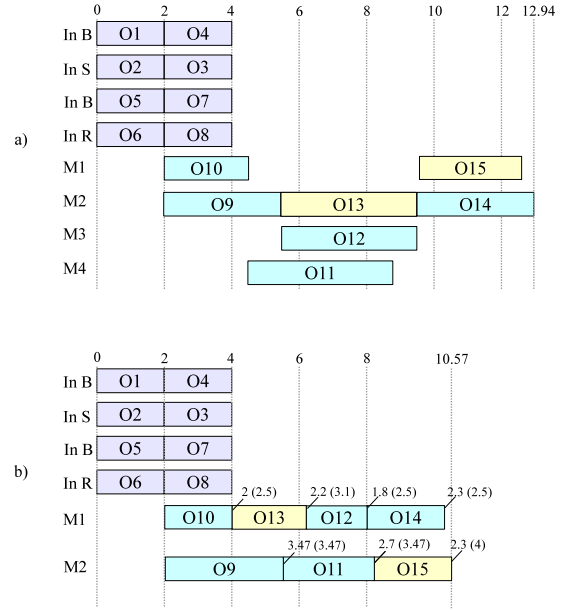 0 2 4 6 8 10 12 12.94
In B O1 O4
In S O2 O3
In B O5 O7
a)
In R O6 O8
M1 O10 O15
M2 O9 O13 O14
M3 O12
M4 O11
0 2 4 6 8 10.57
In B O1 O4
In S O2 O3
In B O5 O7
b)
In R O6 O8
2 (2.5) 2.2 (3.1) 1.8 (2.5) 2.3 (2.5)
M1 O10 O13 O12 O14
3.47 (3.47) 2.7 (3.47) 2.3 (4)
M2 O9 O11 O15